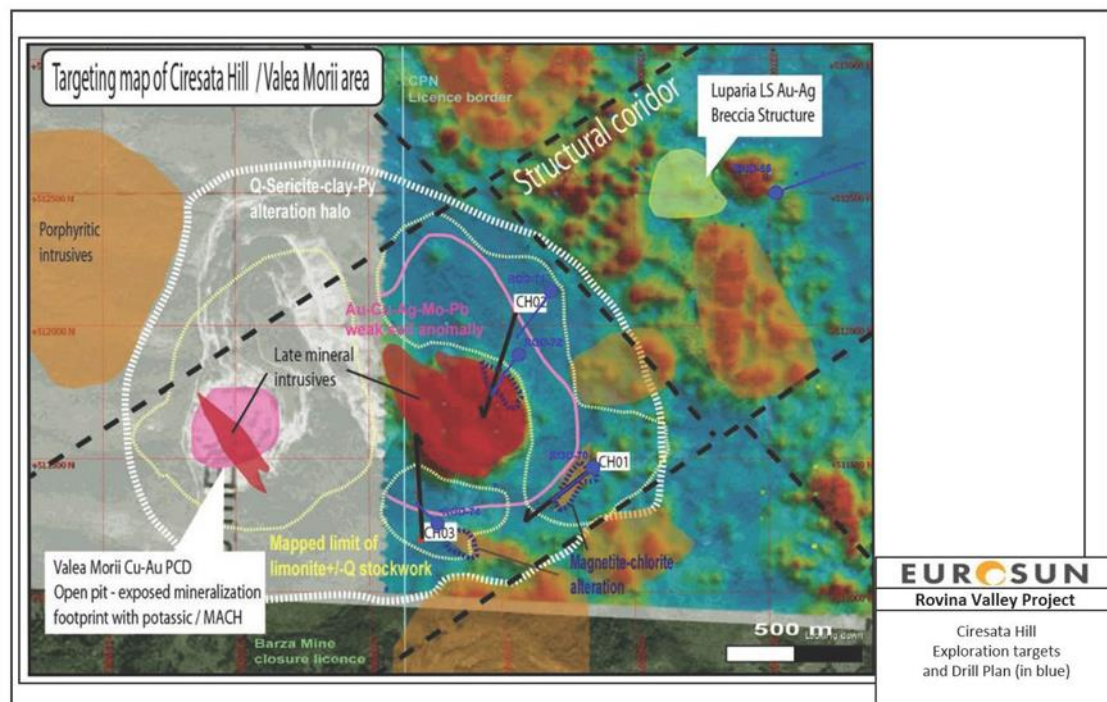 Targeting map of Ciresata Hill / Valea Morii area
CPN
Licence border
Structural coridor
Luparia LS Au-Ag
Breccia Structure
Q-Sericite-clay-Py
alteration halo
Porphyritic
intrusives
Au-Cu-Ag-Mo-Pb
weak soil anomally
CH02
Late mineral
intrusives
CH01
CH03
Mapped limit of
limonite+/-Q stockwork
Magnetite-chlorite
alteration
Valea Morii Cu-Au PCD
Open pit - exposed mineralization
footprint with potassic / MACH
Barza Mine
closure licence
500 m
Looking down
EUROSUN
Rovina Valley Project
Ciresata Hill
Exploration targets
and Drill Plan (in blue)